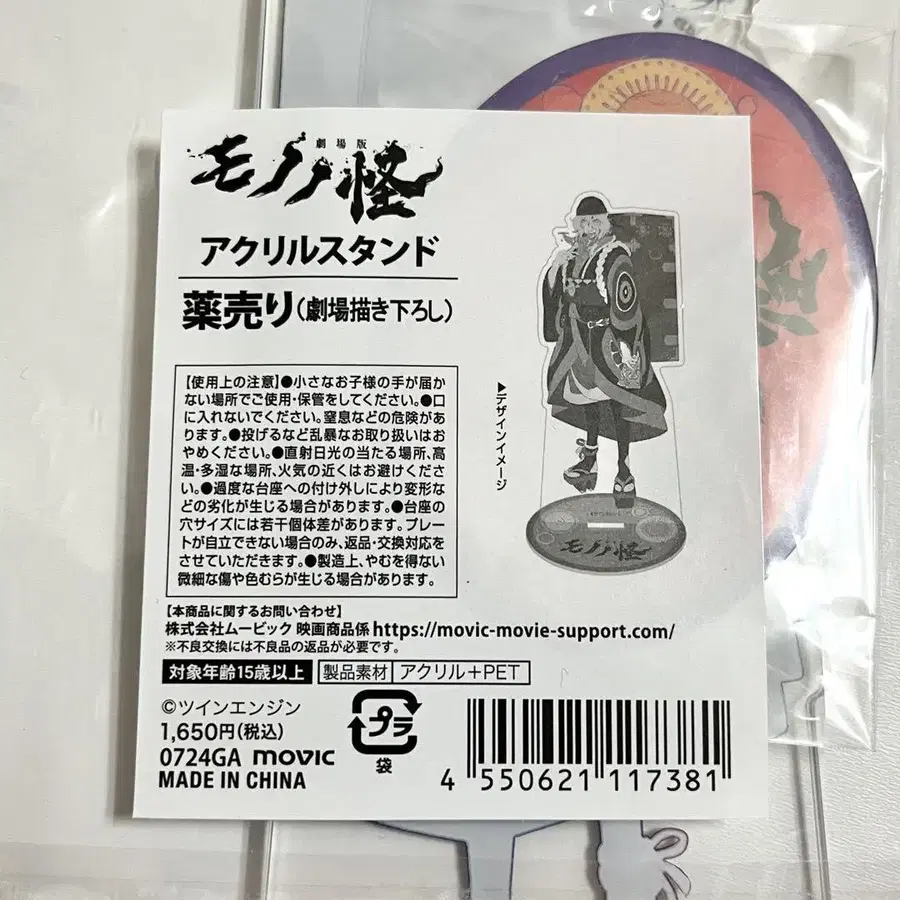 劇場版
モノノ怪
アクリルスタンド
薬売り(劇場描き下ろし)
【使用上の注意】●小さなお子様の手が届か
ない場所でご使用・保管をしてください。●口
に入れないでください。窒息などの危険があ
ります。●投げるなど乱暴なお取り扱いはお
やめください。●直射日光の当たる場所、高
温・多湿な場所、火気の近くはお避けくださ
い。●過度な台座への付け外しにより変形な
どの劣化が生じる場合があります。●台座の
穴サイズには若干個体差があります。プレー
トが自立できない場合のみ、返品・交換対応を
させていただきます。●製造上、やむを得ない
微細な傷や色むらが生じる場合があります。
▶デザインイメージ
モノノ怪
【本商品に関するお問い合わせ】
株式会社ムービック 映画商品係 https://movic-movie-support.com/
※不良交換には不良品の返品が必要です。
対象年齢15歳以上 製品素材 アクリル+PET
©ツインエンジン
1,650円(税込)
0724GA movic
MADE IN CHINA
プラ
袋
4 550621 117381